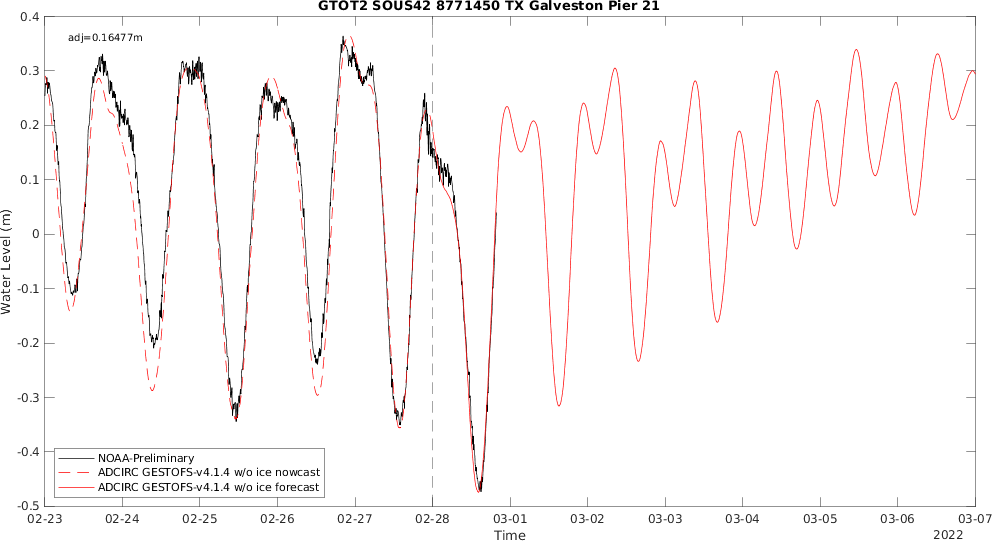 GTOT2 SOUS42 8771450 TX Galveston Pier 21
adj=0.16477m
0.4
0.3
0.2
0.1
0
-0.1
-0.2
-0.3
-0.4
-0.5
Water Level (m)
NOAA-Preliminary
ADCIRC GESTOFS-v4.1.4 w/o ice nowcast
ADCIRC GESTOFS-v4.1.4 w/o ice forecast
02-23 02-24 02-25 02-26 02-27 02-28 03-01 03-02 03-03 03-04 03-05 03-06 03-07
Time
2022